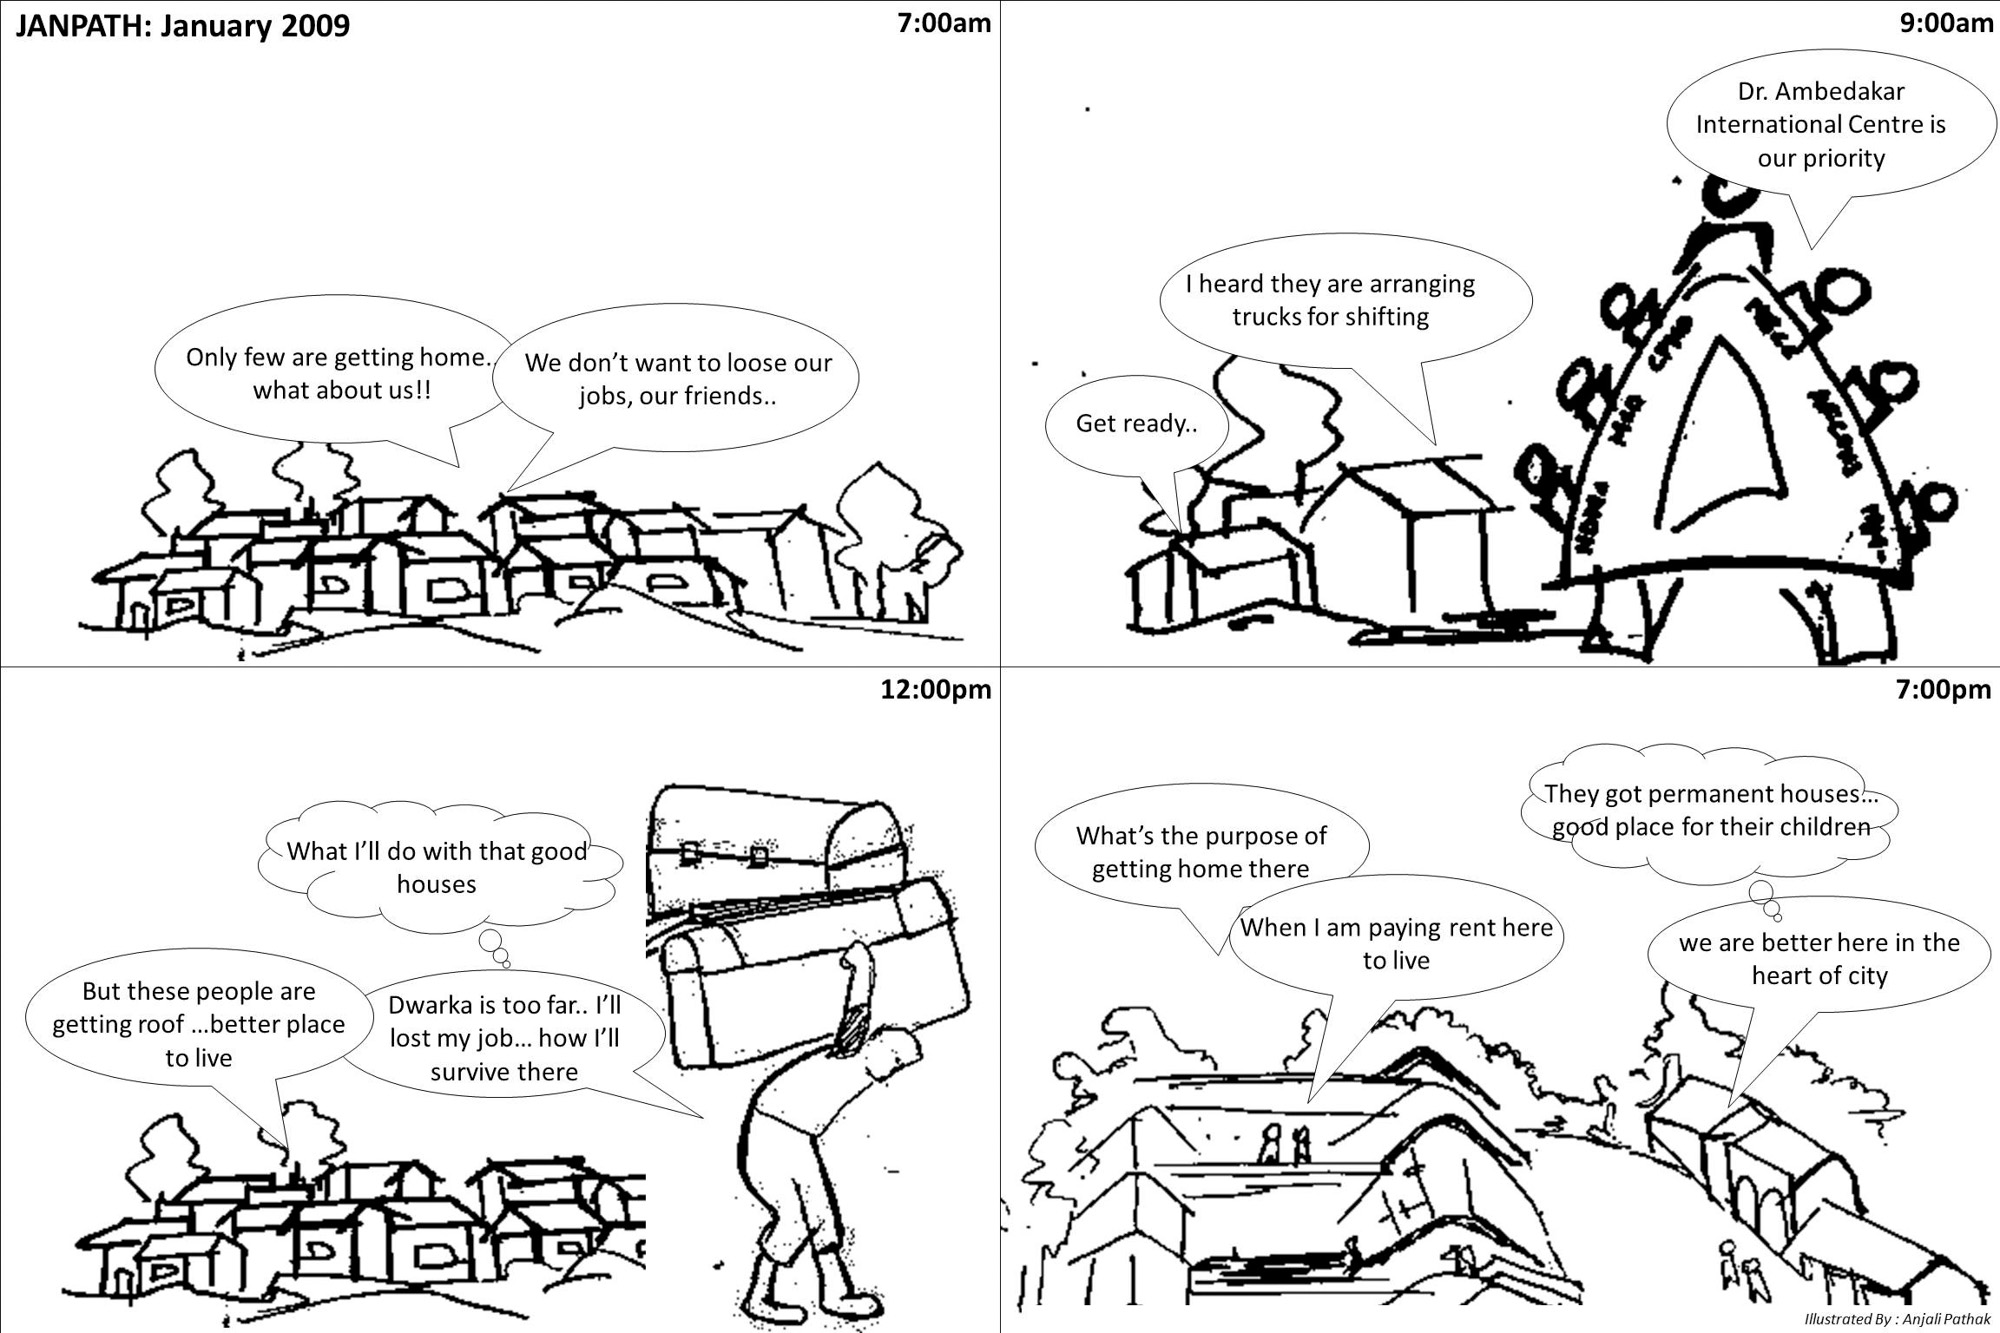 JANPATH: January 2009
7:00am
Only few are getting home..
what about us!!
We don’t want to loose our
jobs, our friends..
9:00am
Dr. Ambedakar
International Centre is
our priority
I heard they are arranging
trucks for shifting
Get ready..
12:00pm
What I’ll do with that good
houses
But these people are
getting roof ...better place
to live
Dwarka is too far.. I’ll
lost my job... how I’ll
survive there
7:00pm
They got permanent houses...
good place for their children
What’s the purpose of
getting home there
When I am paying rent here
to live
we are better here in the
heart of city
Illustrated By : Anjali Pathak